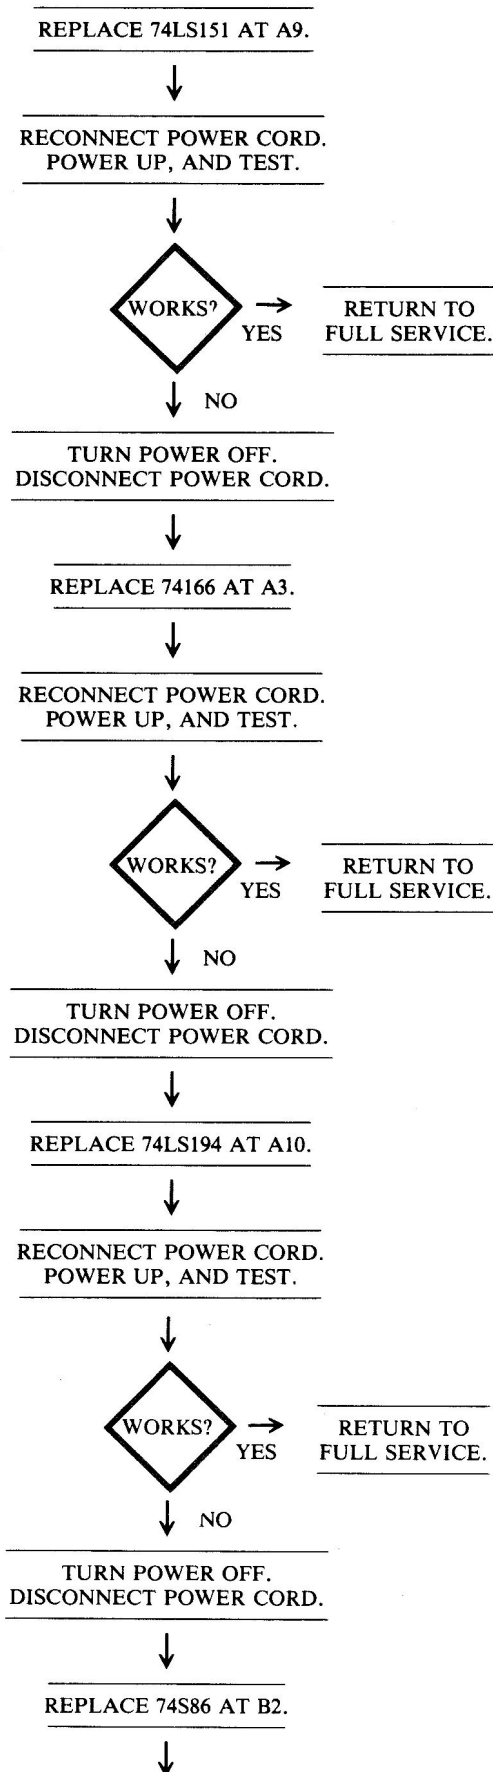 REPLACE 74LS151 AT A9.
RECONNECT POWER CORD.
POWER UP, AND TEST.
WORKS?
YES
RETURN TO
FULL SERVICE.
NO
TURN POWER OFF.
DISCONNECT POWER CORD.
REPLACE 74166 AT A3.
RECONNECT POWER CORD.
POWER UP, AND TEST.
WORKS?
YES
RETURN TO
FULL SERVICE.
NO
TURN POWER OFF.
DISCONNECT POWER CORD.
REPLACE 74LS194 AT A10.
RECONNECT POWER CORD.
POWER UP, AND TEST.
WORKS?
YES
RETURN TO
FULL SERVICE.
NO
TURN POWER OFF.
DISCONNECT POWER CORD.
REPLACE 74S86 AT B2.